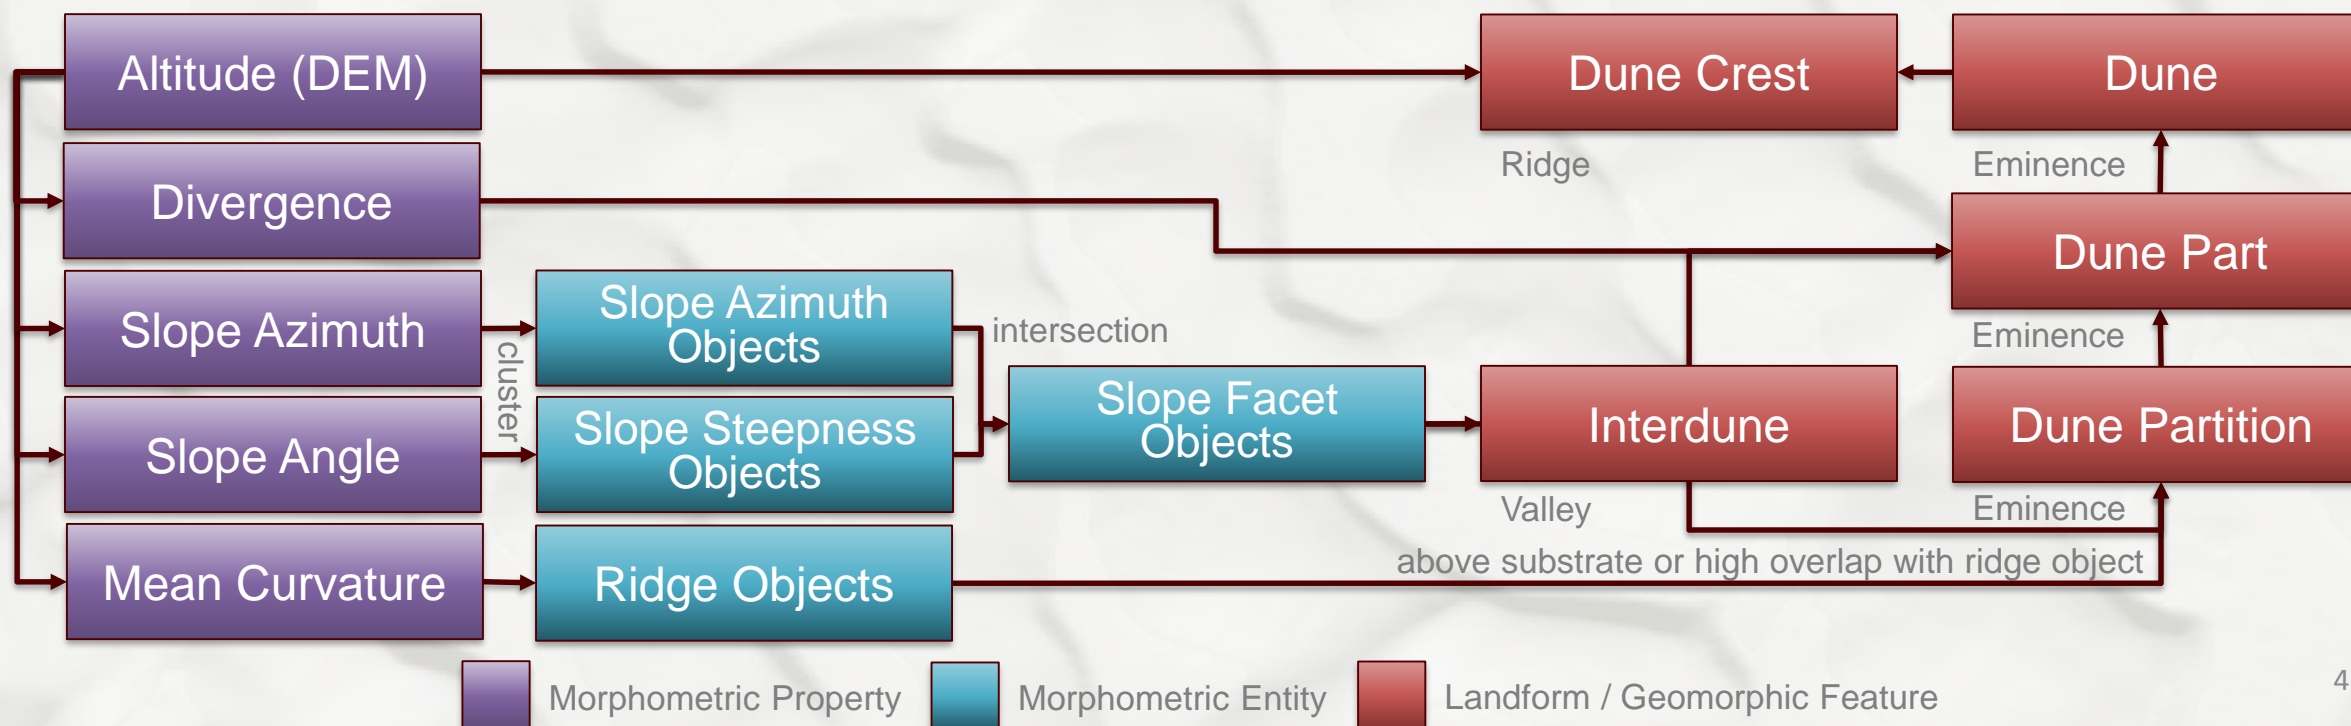 Altitude (DEM)
Dune Crest
Dune
Ridge
Eminence
Divergence
Dune Part
Slope Azimuth
Slope Azimuth
Objects
intersection
Eminence
cluster
Slope Angle
Slope Steepness
Objects
Slope Facet
Objects
Interdune
Dune Partition
Valley
Eminence
above substrate or high overlap with ridge object
Mean Curvature
Ridge Objects
Morphometric Property
Morphometric Entity
Landform / Geomorphic Feature
4